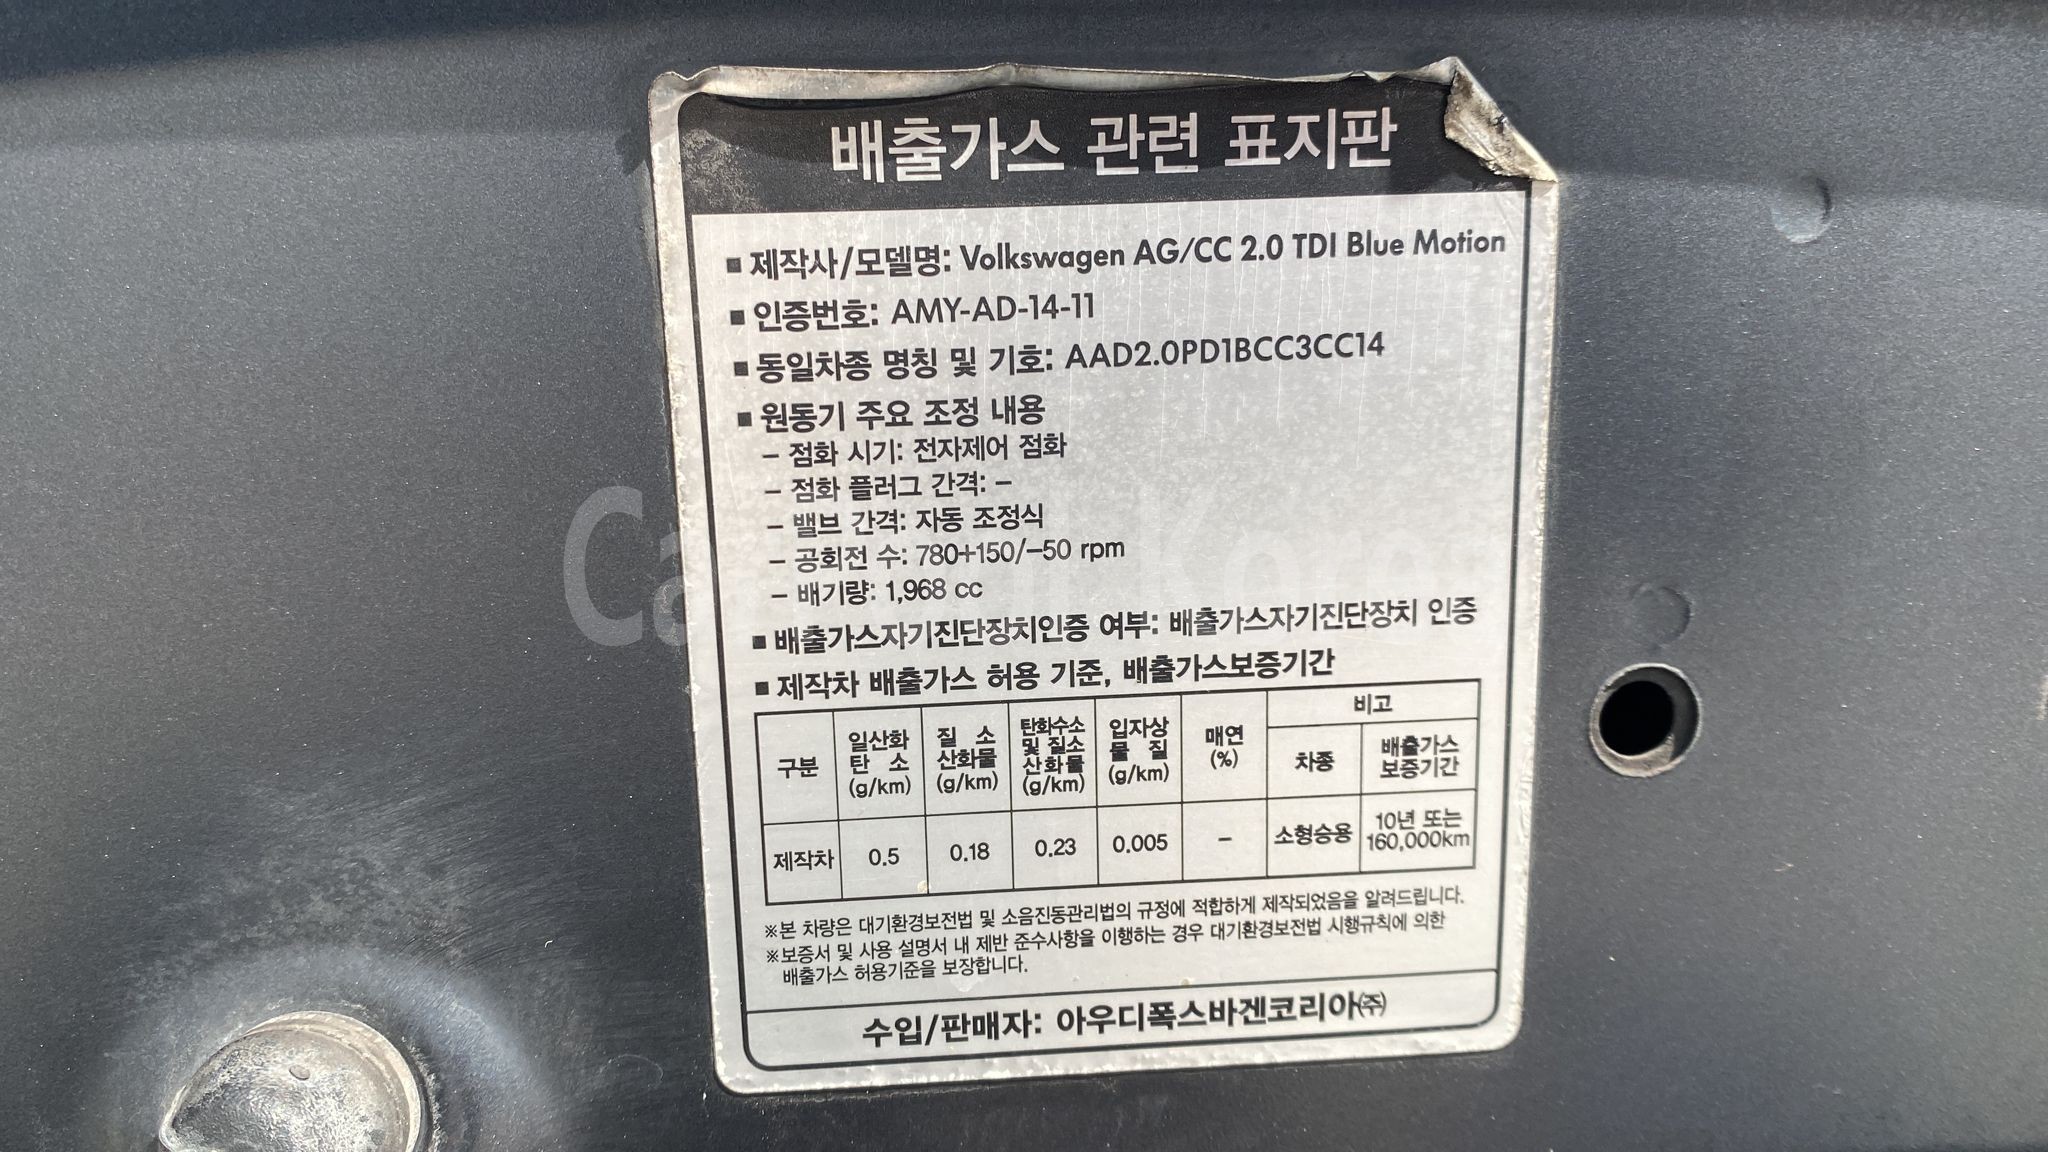 배출가스 관련 표지판
■ 제작사/모델명: Volkswagen AG/CC 2.0 TDI Blue Motion
■ 인증번호: AMY-AD-14-11
■ 동일차종 명칭 및 기호: AAD2.0PD1BCC3CC14
■ 원동기 주요 조정 내용
– 점화 시기: 전자제어 점화
– 점화 플러그 간격: –
– 밸브 간격: 자동 조정식
– 공회전 수: 780+150/–50 rpm
– 배기량: 1,968 cc
■ 배출가스자기진단장치인증 여부: 배출가스자기진단장치 인증
■ 제작차 배출가스 허용 기준, 배출가스보증기간
구분 일산화 탄소 (g/km) 질소 산화물 (g/km) 탄화수소 및 질소 산화물 (g/km) 입자상 물질 (g/km) 매연 (%) 비고
차종 배출가스 보증기간
제작차 0.5 0.18 0.23 0.005 – 소형승용 10년 또는 160,000km
※본 차량은 대기환경보전법 및 소음진동관리법의 규정에 적합하게 제작되었음을 알려드립니다.
※보증서 및 사용 설명서 내 제반 준수사항을 이행하는 경우 대기환경보전법 시행규칙에 의한
배출가스 허용기준을 보장합니다.
수입/판매자: 아우디폭스바겐코리아㈜